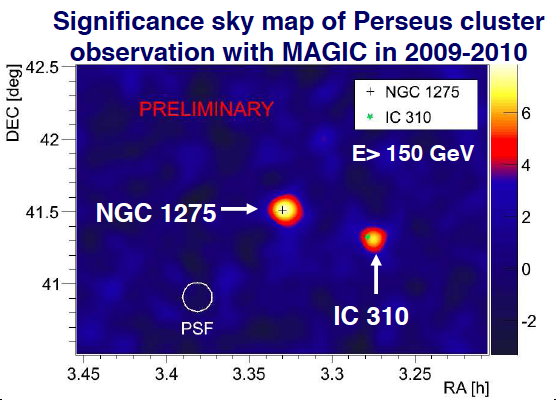 Significance sky map of Perseus cluster
observation with MAGIC in 2009-2010
DEC [deg]
42.5
42
41.5
41
PRELIMINARY
NGC 1275
IC 310
E> 150 GeV
NGC 1275
IC 310
PSF
6
4
2
0
-2
3.45
3.4
3.35
3.3
3.25
RA [h]